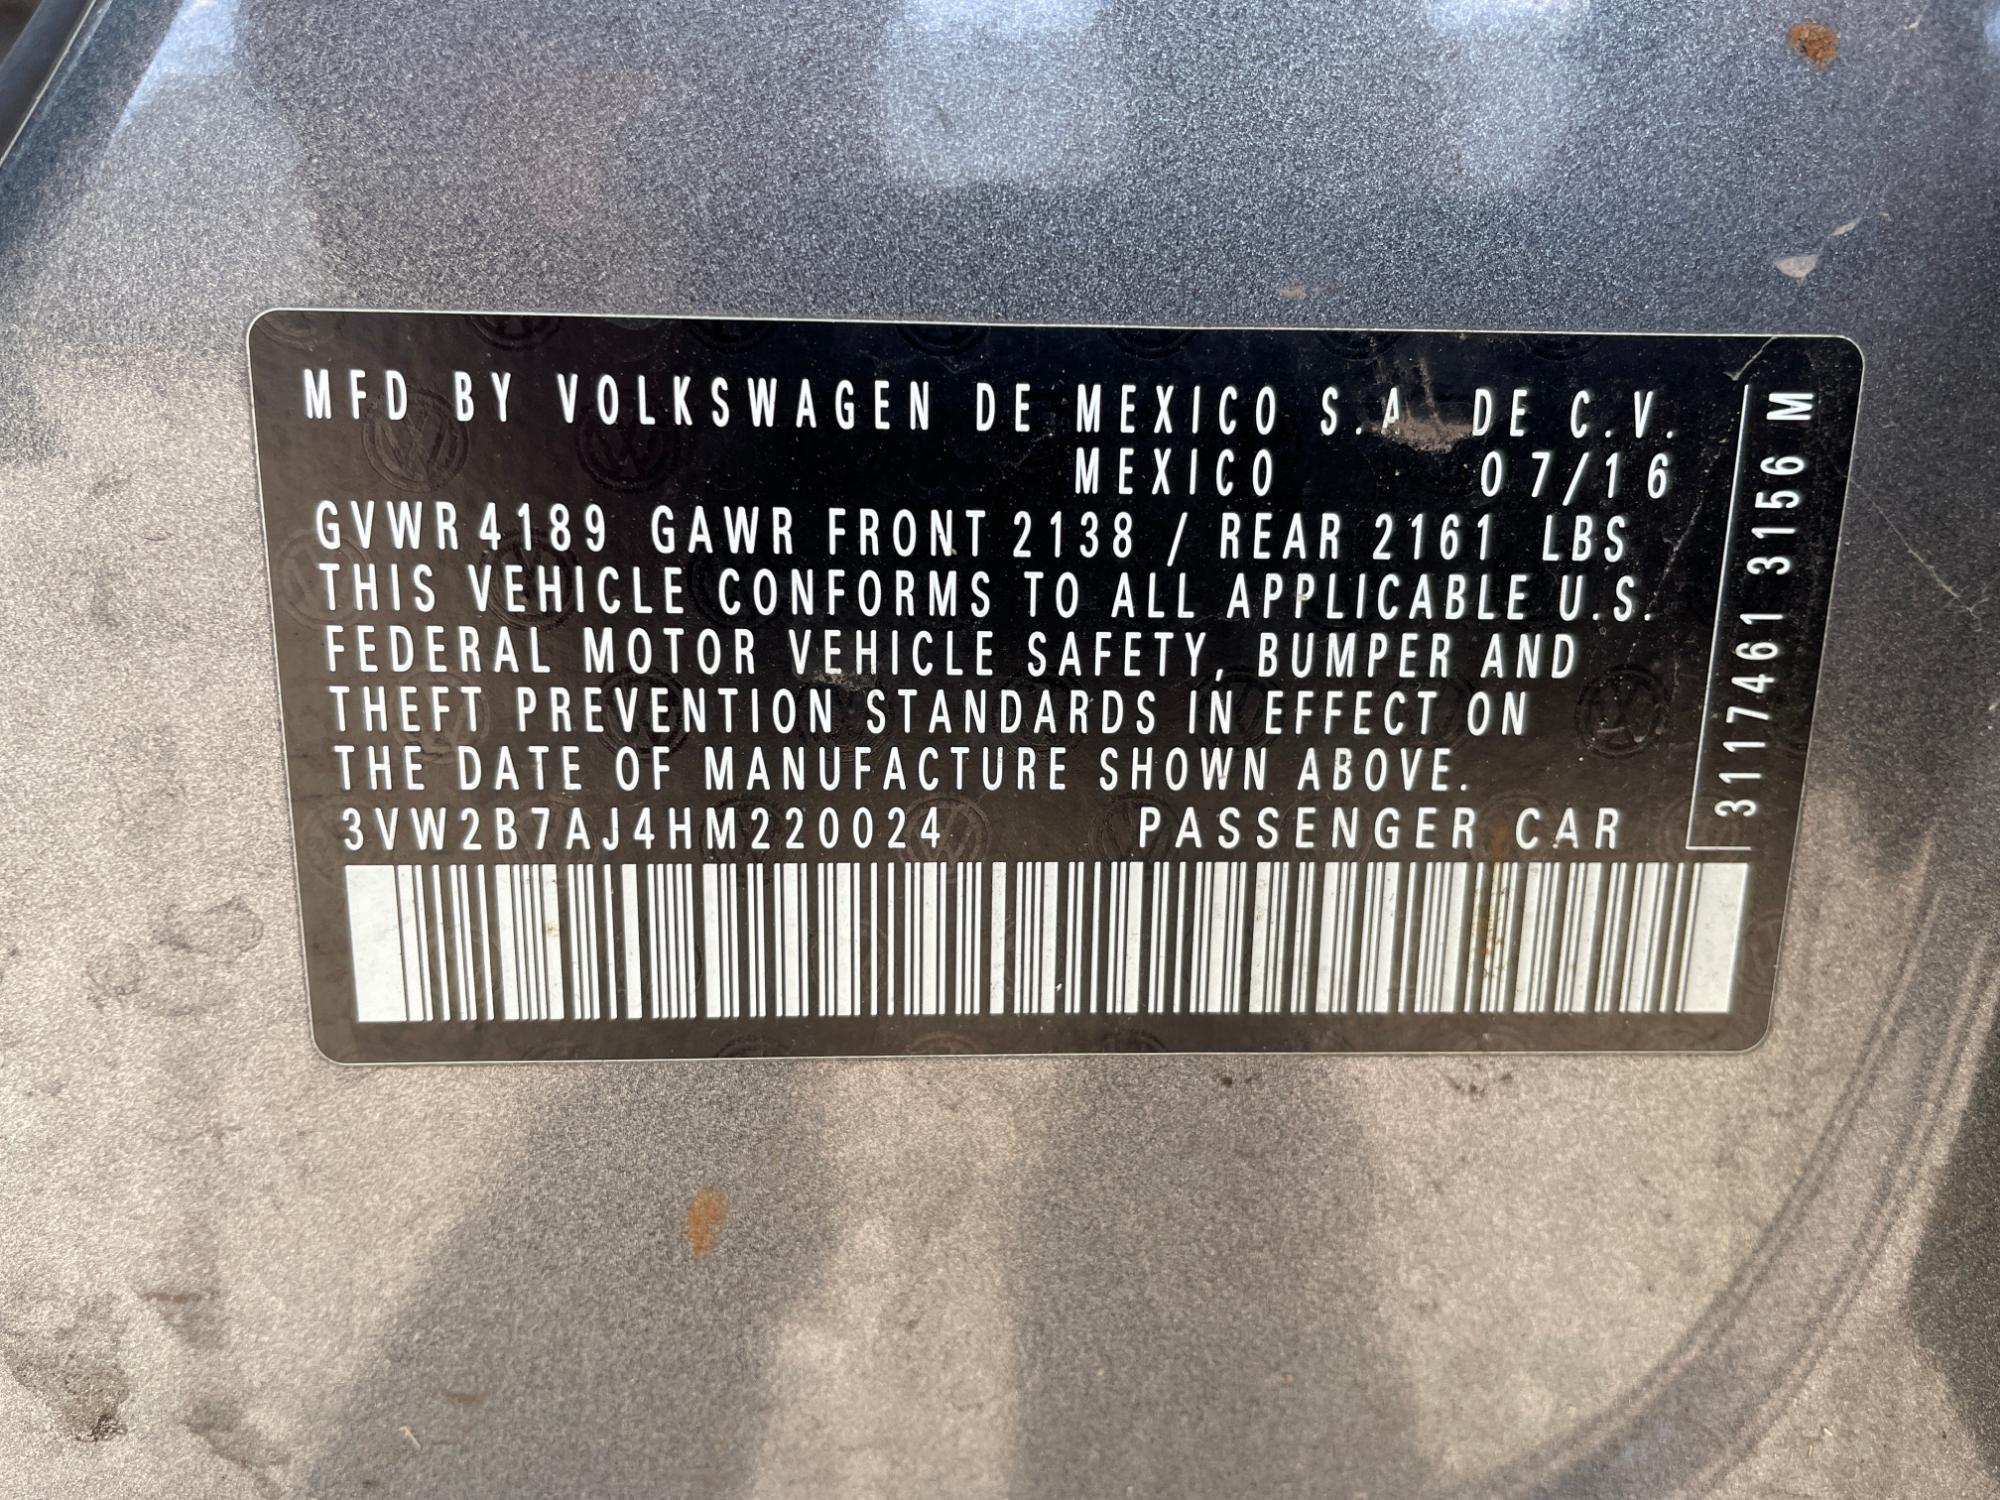 MFD BY VOLKSWAGEN DE MEXICO S.A. DE C.V.
MEXICO 07/16
GVWR 4189 GAWR FRONT 2138 / REAR 2161 LBS
THIS VEHICLE CONFORMS TO ALL APPLICABLE U.S.
FEDERAL MOTOR VEHICLE SAFETY, BUMPER AND
THEFT PREVENTION STANDARDS IN EFFECT ON
THE DATE OF MANUFACTURE SHOWN ABOVE.
3VW2B7AJ4HM220024 PASSENGER CAR
3117461 3156 M